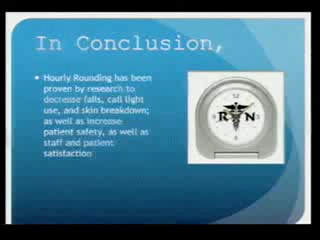 In Conclusion,
Hourly Rounding has been
proven by research to
decrease falls, call light
use, and skin breakdown;
as well as increase
patient safety, as well as
staff and patient
satisfaction
R N